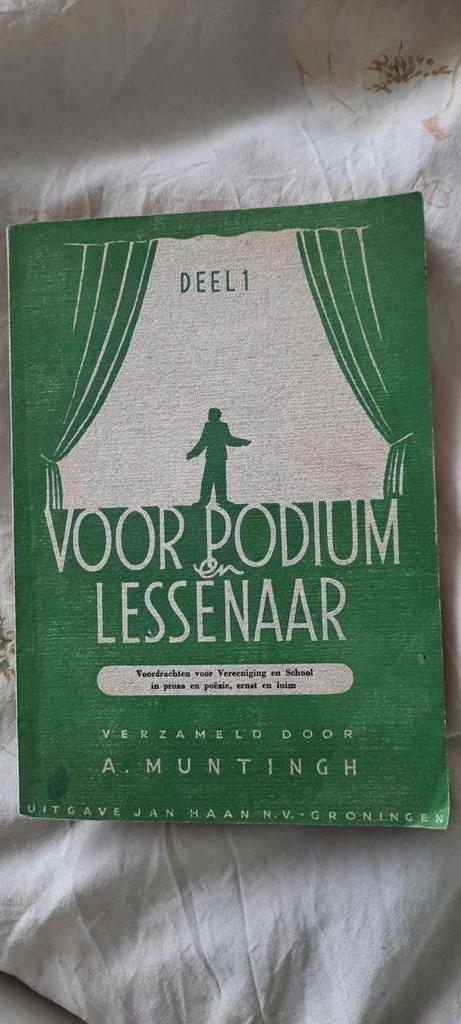 DEEL 1
VOOR PODIUM
en
LESSENAAR
Voordrachten voor Vereeniging en School
in proza en poëzie, ernst en luim
VERZAMELD DOOR
A. MUNTINGH
UITGAVE JAN HAAN N.V. · GRONINGEN